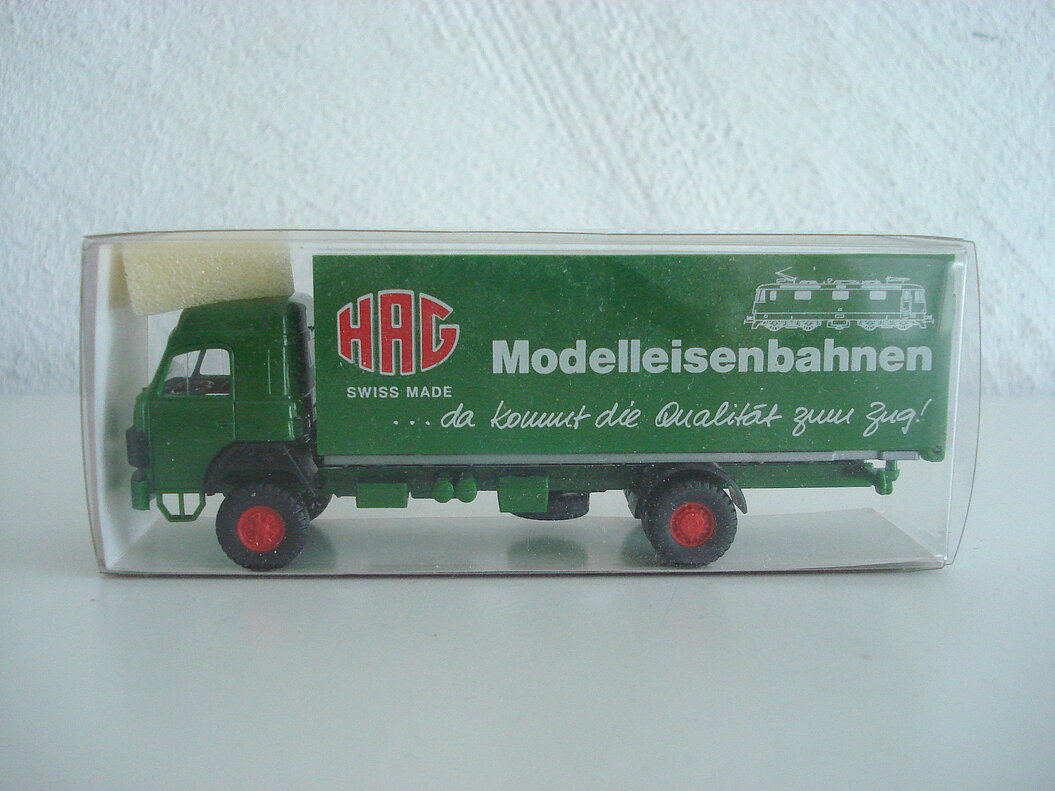 HAG
SWISS MADE
Modelleisenbahnen
...da kommt die Qualität zum Zug!